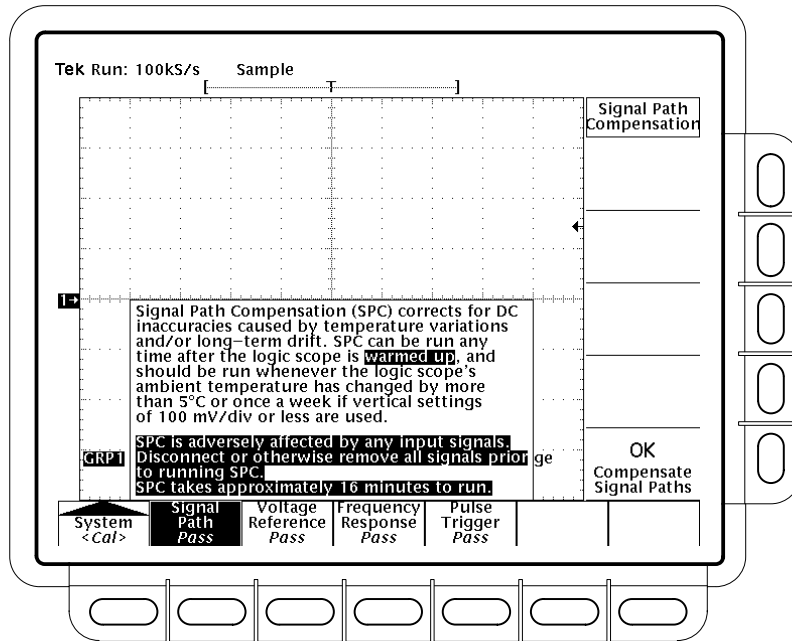 Tek Run: 100kS/s Sample
[ T ]
Signal Path
Compensation
1→
Signal Path Compensation (SPC) corrects for DC
inaccuracies caused by temperature variations
and/or long–term drift. SPC can be run any
time after the logic scope is warmed up, and
should be run whenever the logic scope's
ambient temperature has changed by more
than 5°C or once a week if vertical settings
of 100 mV/div or less are used.
SPC is adversely affected by any input signals.
GRP1 Disconnect or otherwise remove all signals prior ge
to running SPC.
SPC takes approximately 16 minutes to run.
OK
Compensate
Signal Paths
System
<Cal>
Signal
Path
Pass
Voltage
Reference
Pass
Frequency
Response
Pass
Pulse
Trigger
Pass